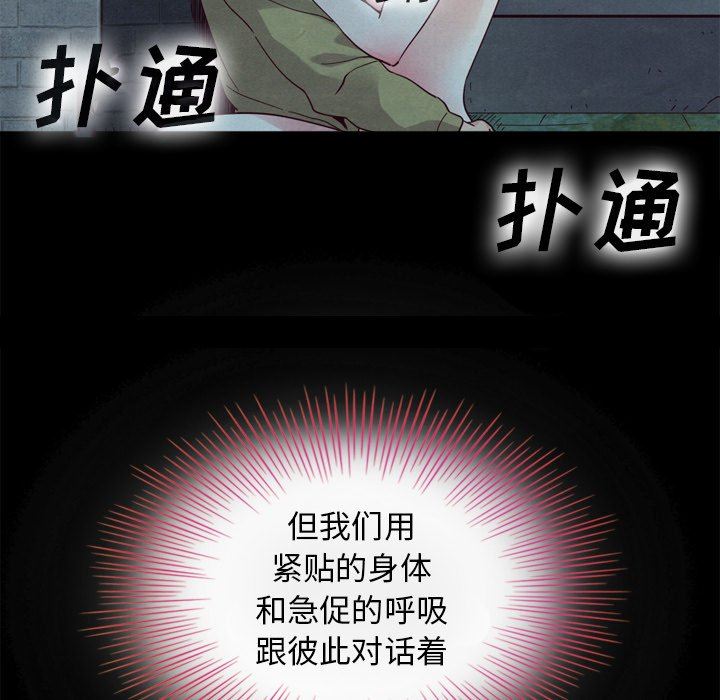 扑通
扑通
但我们用
紧贴的身体
和急促的呼吸
跟彼此对话着